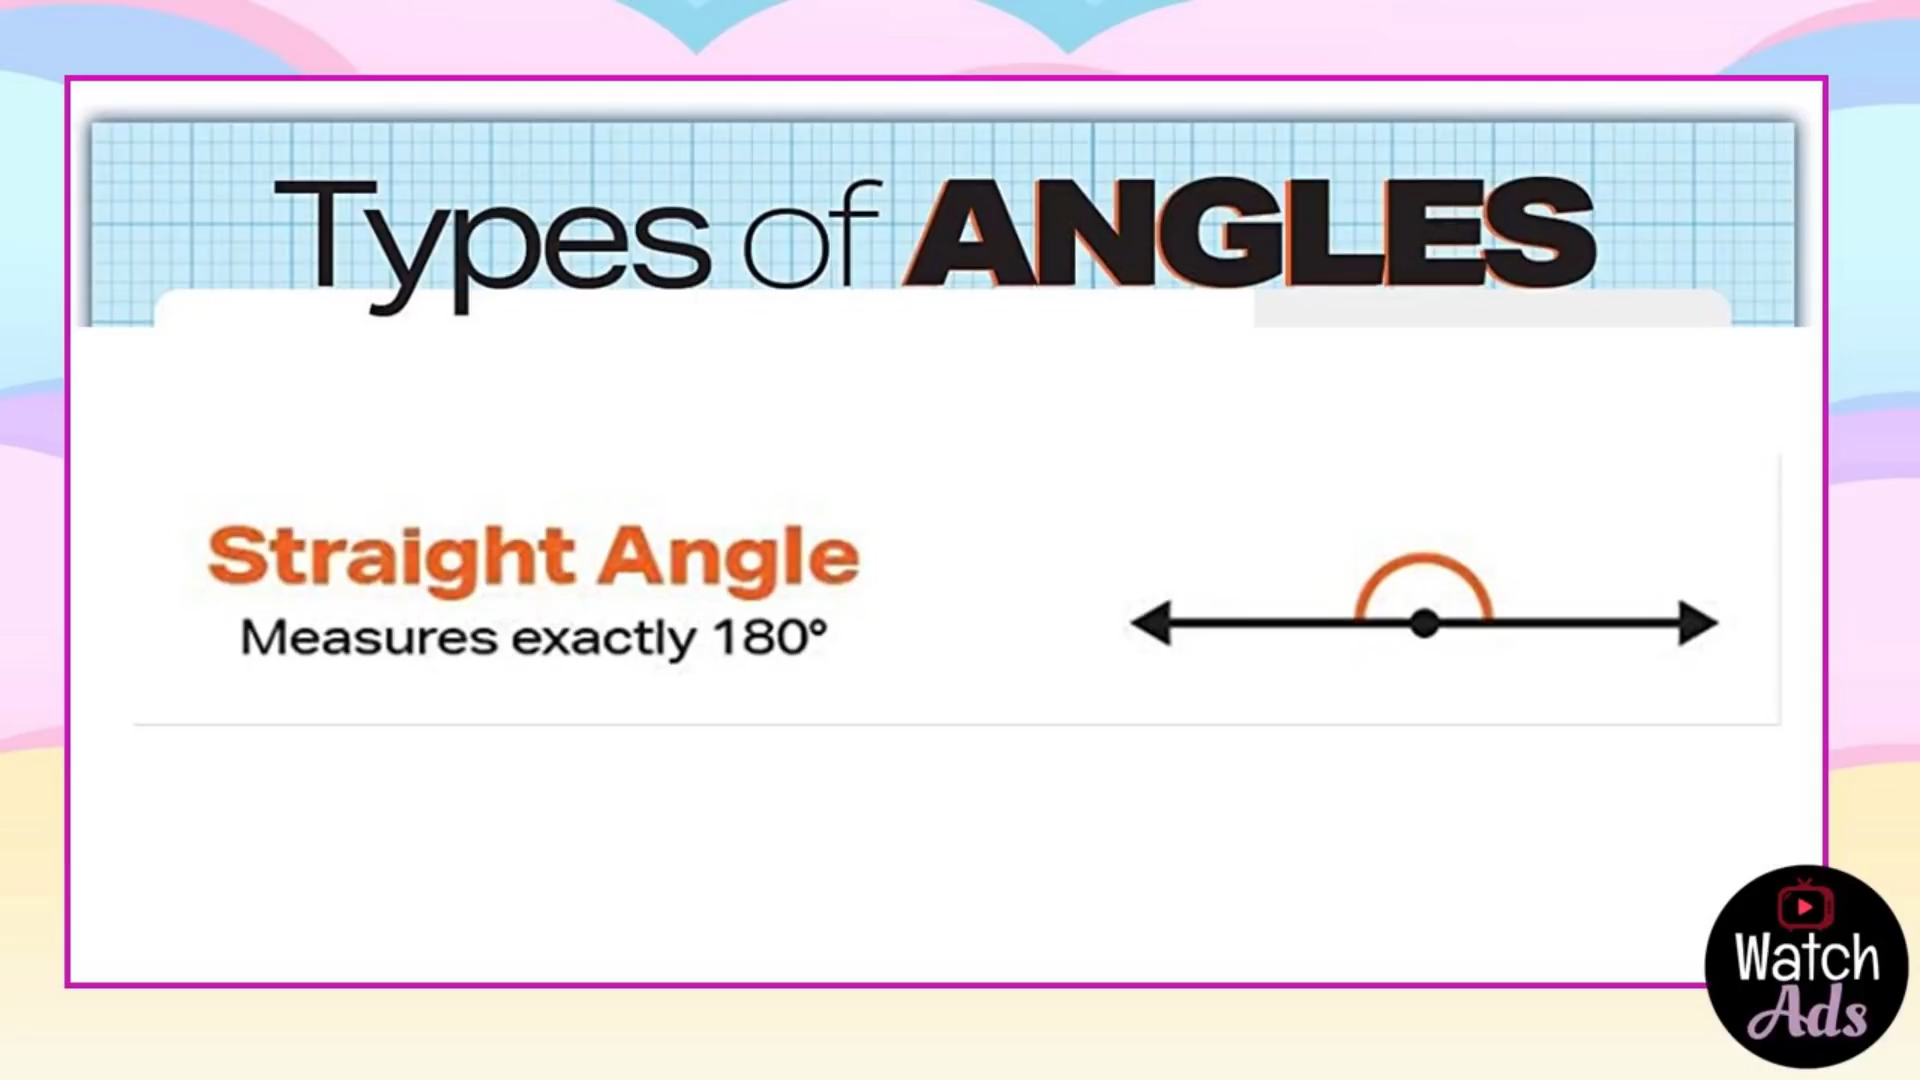 Types of ANGLES
Straight Angle
Measures exactly 180°
Watch
Ads